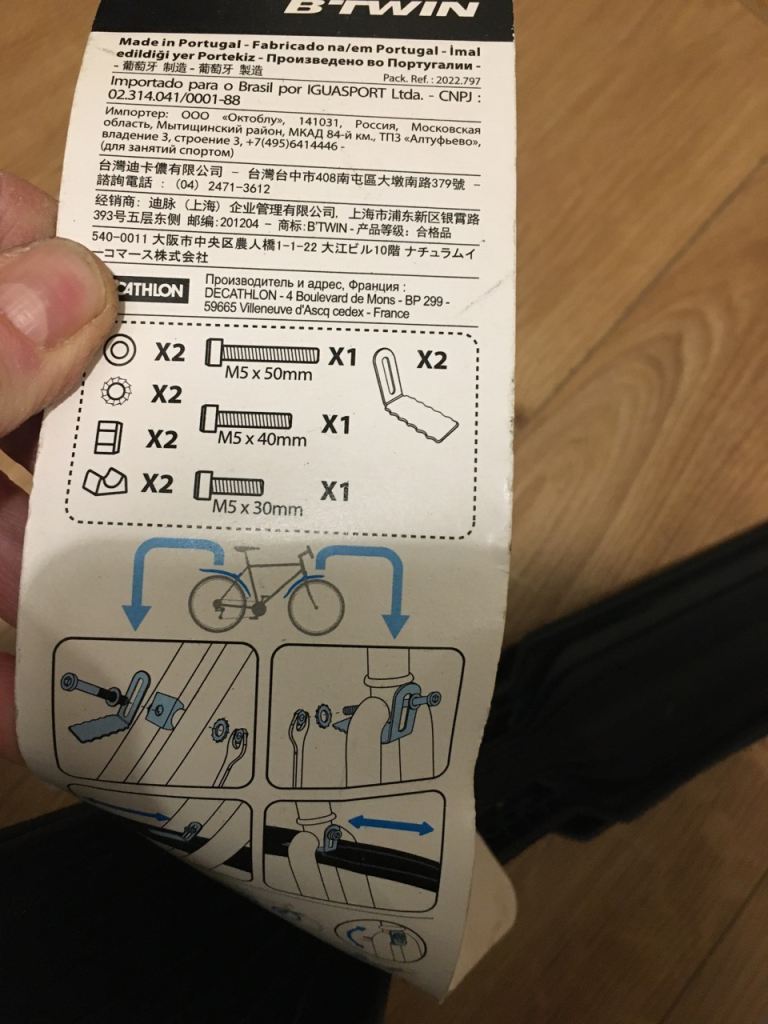 B'TWIN
Made in Portugal - Fabricado na/em Portugal - İmal
edildiği yer Portekiz - Произведено во Португалии -
- 葡萄牙 制造 - 葡萄牙 製造
Pack. Ref. : 2022.797
Importado para o Brasil por IGUASPORT Ltda. - CNPJ :
02.314.041/0001-88
Импортер: ООО «Октоблу», 141031, Россия, Московская
область, Мытищинский район, МКАД 84-й км., ТПЗ «Алтуфьево»,
владение 3, строение 3, +7(495)6414446 -
(для занятий спортом)
台灣迪卡儂有限公司 - 台灣台中市408南屯區大墩南路379號 -
諮詢電話 : (04) 2471-3612
经销商: 迪脉 (上海) 企业管理有限公司, 上海市浦东新区银霄路
393号五层东侧 邮编:201204 - 商标:B'TWIN - 产品等级: 合格品
540-0011 大阪市中央区農人橋1-1-22 大江ビル10階 ナチュラムイ
ーコマース株式会社
CATHLON
Производитель и адрес, Франция :
DECATHLON - 4 Boulevard de Mons - BP 299 -
59665 Villeneuve d'Ascq cedex - France
X2
X1
X2
M5 x 50mm
X2
X1
M5 x 40mm
X2
X2
X1
M5 x 30mm